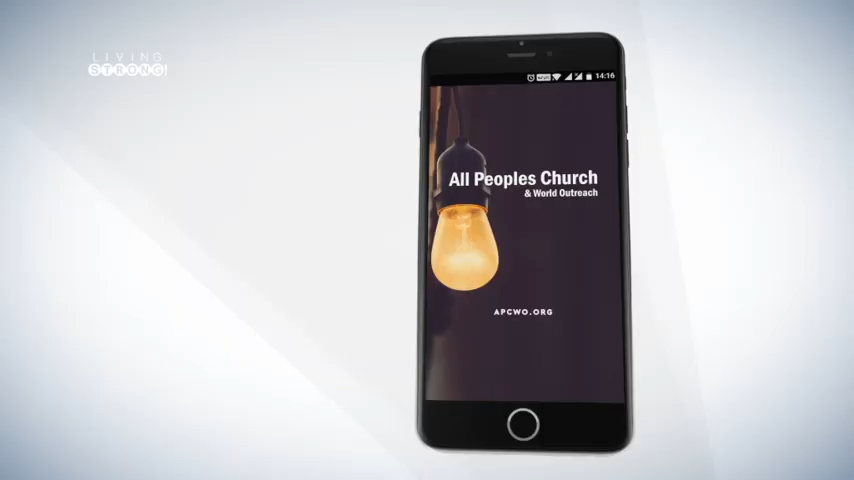 LIVING
STRONG!
14:16
All Peoples Church
& World Outreach
APCWO.ORG